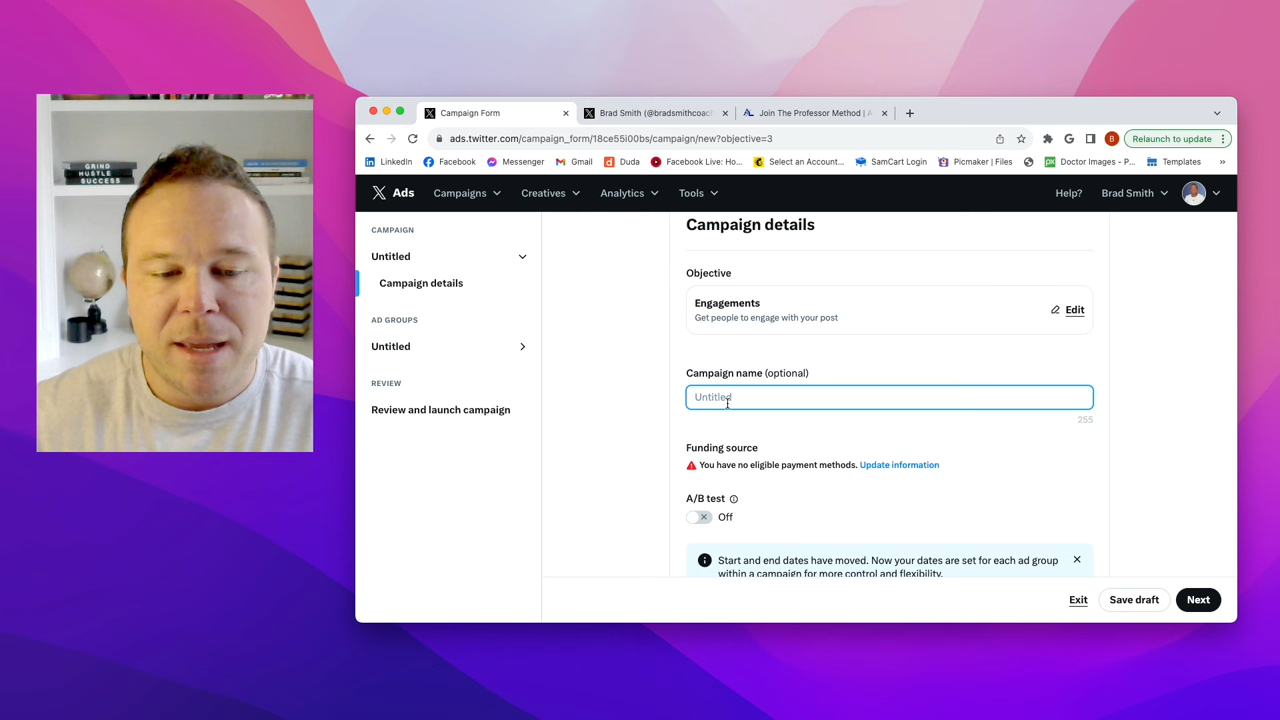 GRIND
HUSTLE
SUCCESS
Campaign Form
Brad Smith (@bradsmithcoac
Join The Professor Method | A
ads.twitter.com/campaign_form/18ce55i00bs/campaign/new?objective=3
Relaunch to update
LinkedIn
Facebook
Messenger
Gmail
Duda
Facebook Live: Ho...
Select an Account...
SamCart Login
Picmaker | Files
Doctor Images - P...
Templates
»
X Ads
Campaigns
Creatives
Analytics
Tools
Help?
Brad Smith
CAMPAIGN
Untitled
Campaign details
AD GROUPS
Untitled
REVIEW
Review and launch campaign
Campaign details
Objective
Engagements
Get people to engage with your post
Edit
Campaign name (optional)
Untitled
255
Funding source
You have no eligible payment methods. Update information
A/B test
Off
Start and end dates have moved. Now your dates are set for each ad group
within a campaign for more control and flexibility.
Exit
Save draft
Next